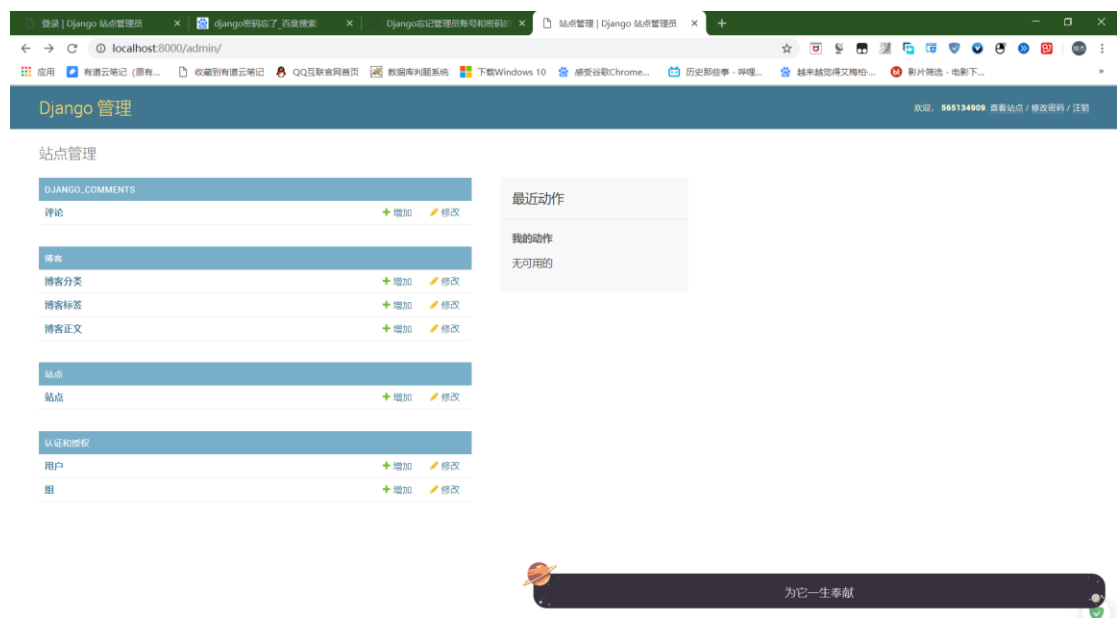 登录 | Django 站点管理员
django密码忘了_百度搜索
Django忘记管理员账号和密码的
站点管理 | Django 站点管理员
localhost:8000/admin/
应用 有道云笔记 (原有... 收藏到有道云笔记 QQ互联官网首页 数据库判题系统 下载Windows 10 感受谷歌Chrome... 历史那些事 - 哔哩... 越来越觉得艾梅柏-... 影片筛选 - 电影下...
Django 管理
欢迎，565134909. 查看站点 / 修改密码 / 注销
站点管理
DJANGO_COMMENTS
评论 增加 修改
博客
博客分类 增加 修改
博客标签 增加 修改
博客正文 增加 修改
站点
站点 增加 修改
认证和授权
用户 增加 修改
组 增加 修改
最近动作
我的动作
无可用的
为它一生奉献